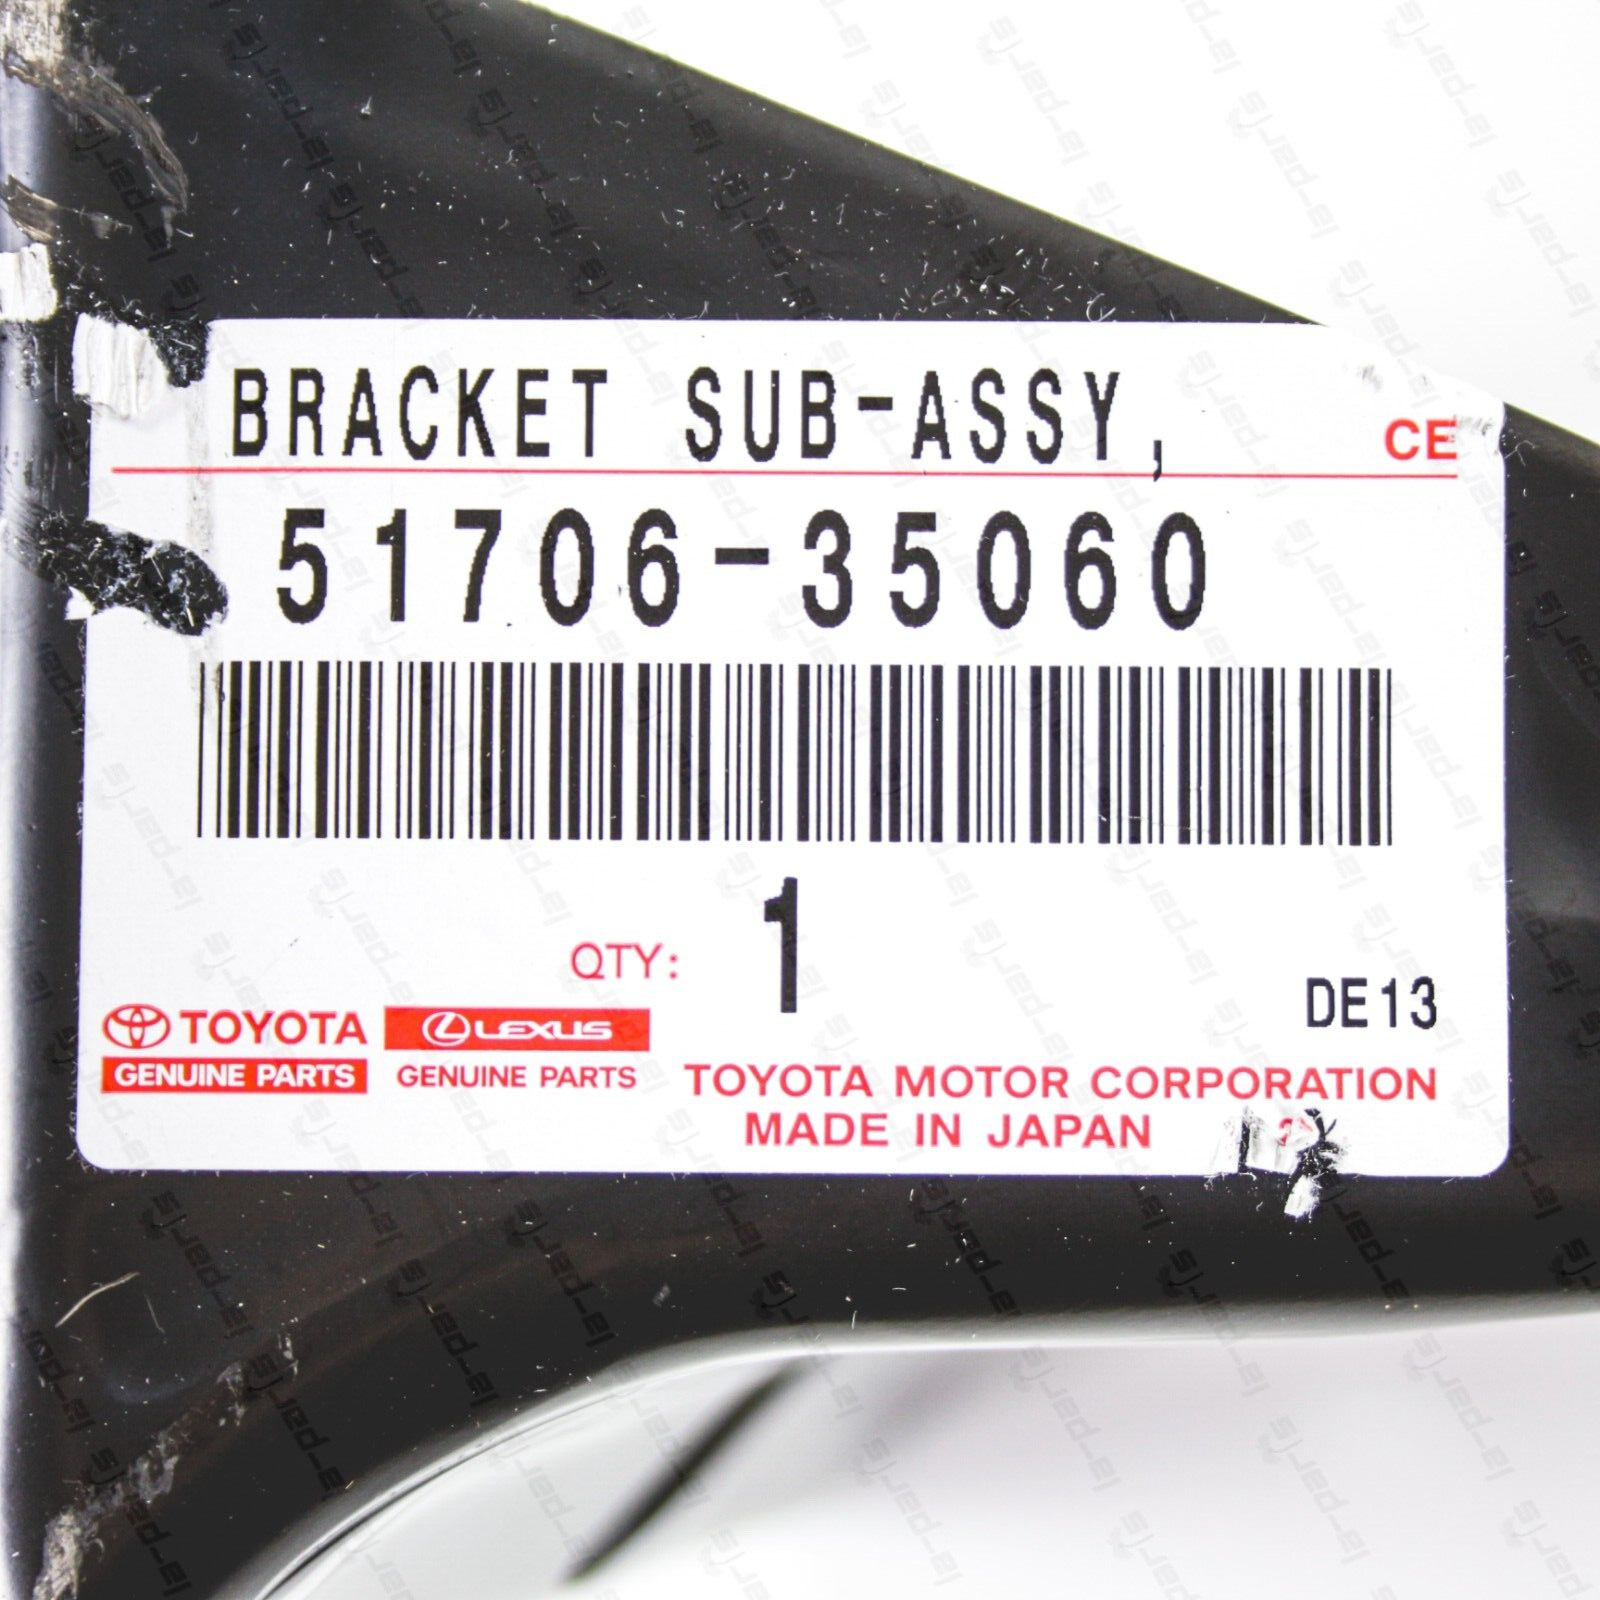 BRACKET SUB-ASSY,
CE
51706-35060
QTY: 1
DE13
TOYOTA LEXUS
GENUINE PARTS GENUINE PARTS
TOYOTA MOTOR CORPORATION
MADE IN JAPAN